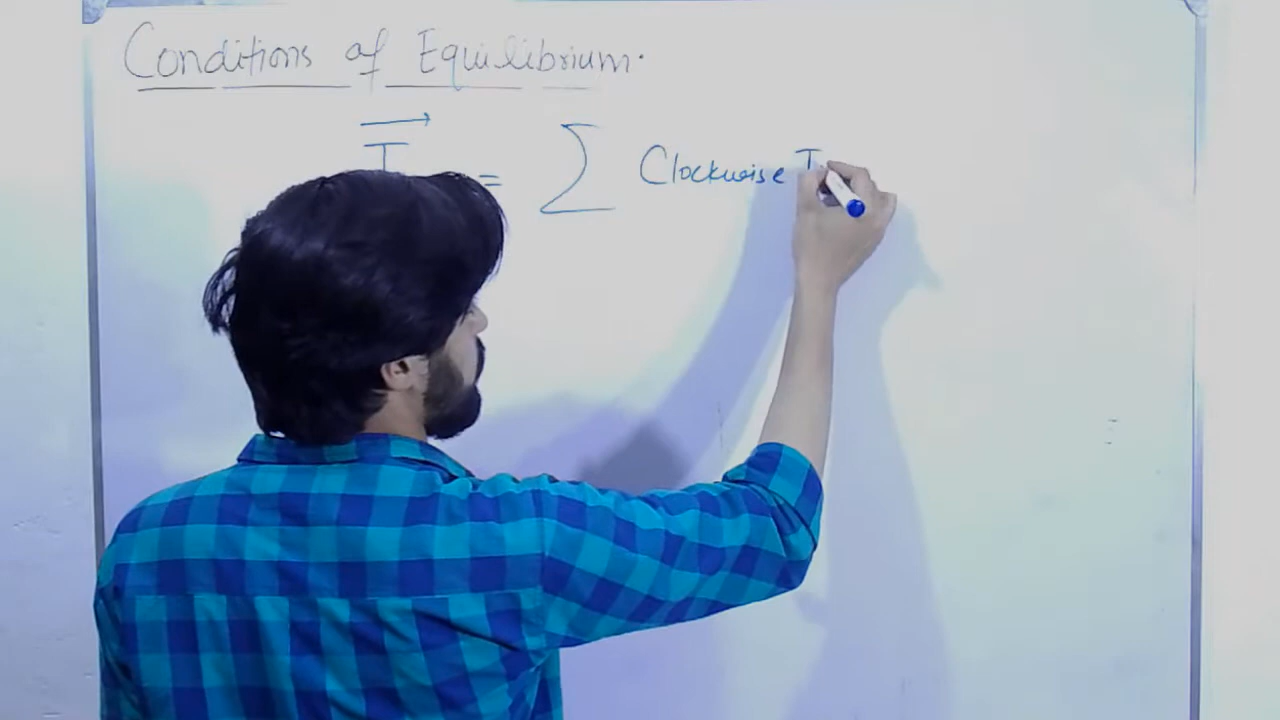 Conditions of Equilibrium.
T = Σ Clockwise T